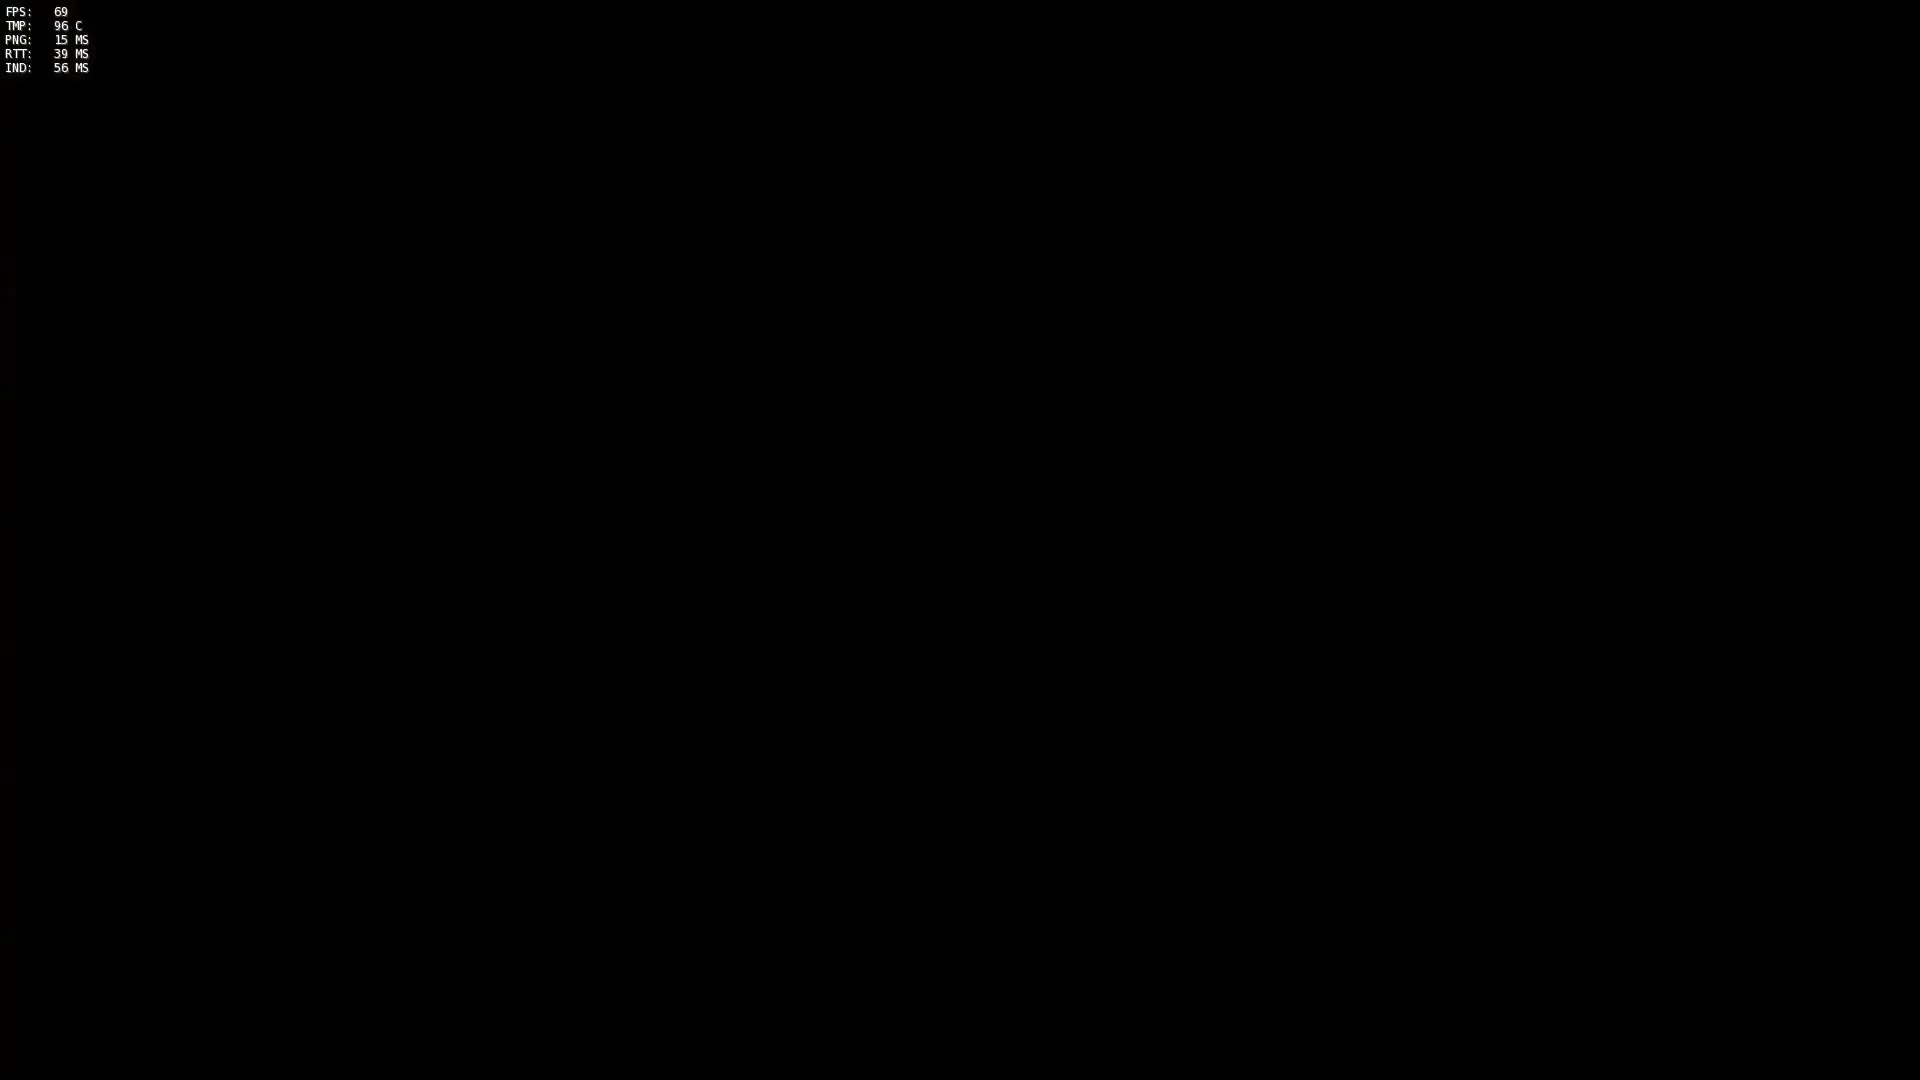 FPS: 69
TMP: 96 C
PNG: 15 MS
RTT: 39 MS
IND: 56 MS